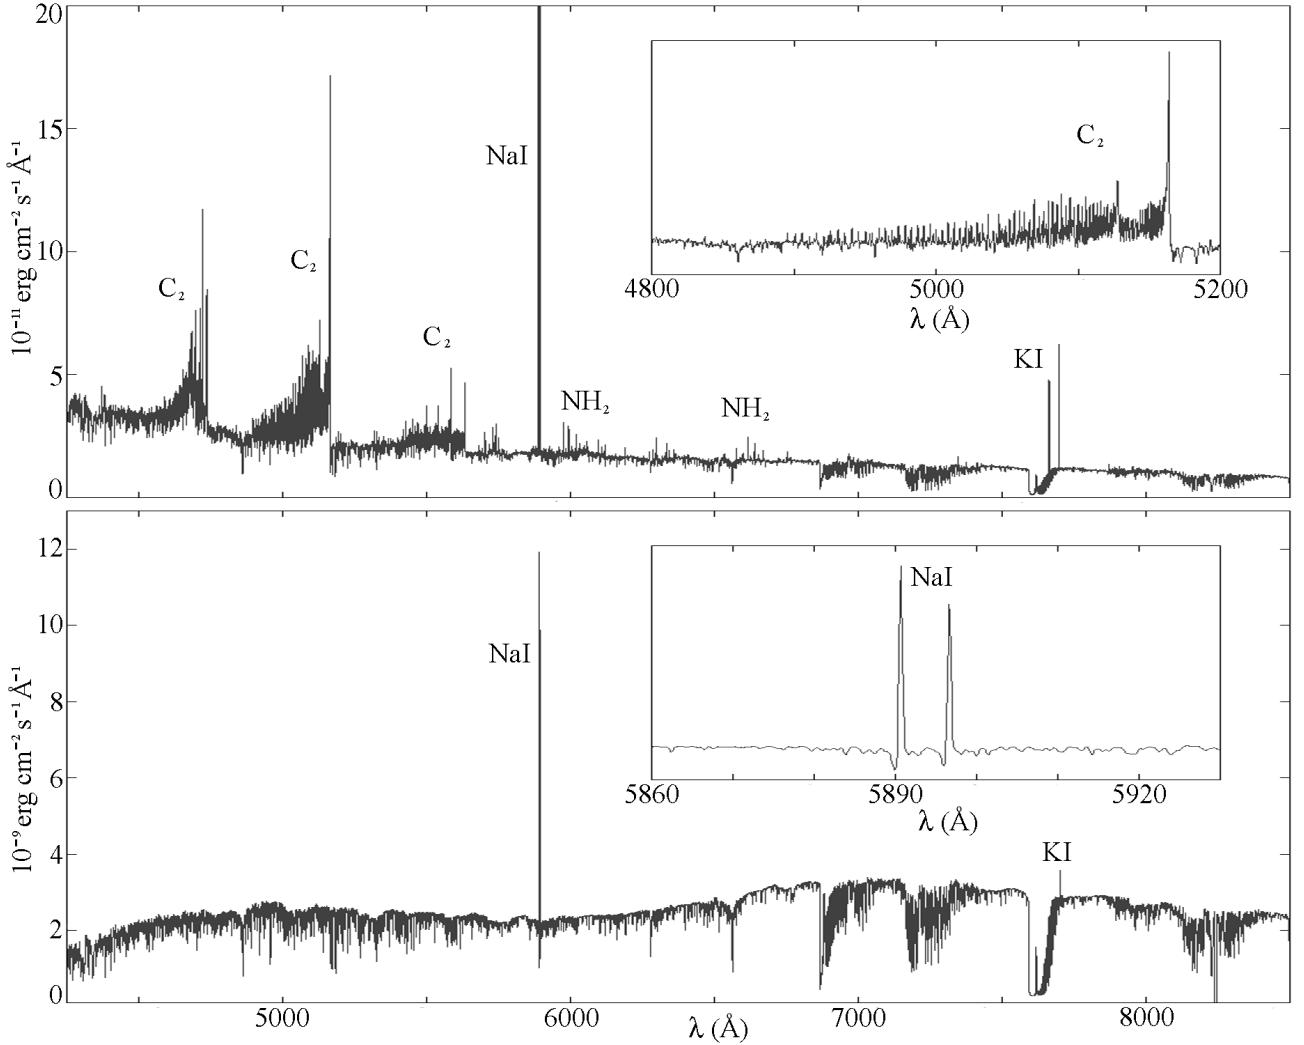 20
15
10
5
0
10⁻¹¹ erg cm⁻² s⁻¹ Å⁻¹
C₂
C₂
C₂
NaI
NH₂
NH₂
KI
C₂
4800
5000
5200
λ (Å)
12
10
8
6
4
2
0
10⁻⁹ erg cm⁻² s⁻¹ Å⁻¹
NaI
KI
NaI
5860
5890
5920
λ (Å)
5000
6000
7000
8000
λ (Å)